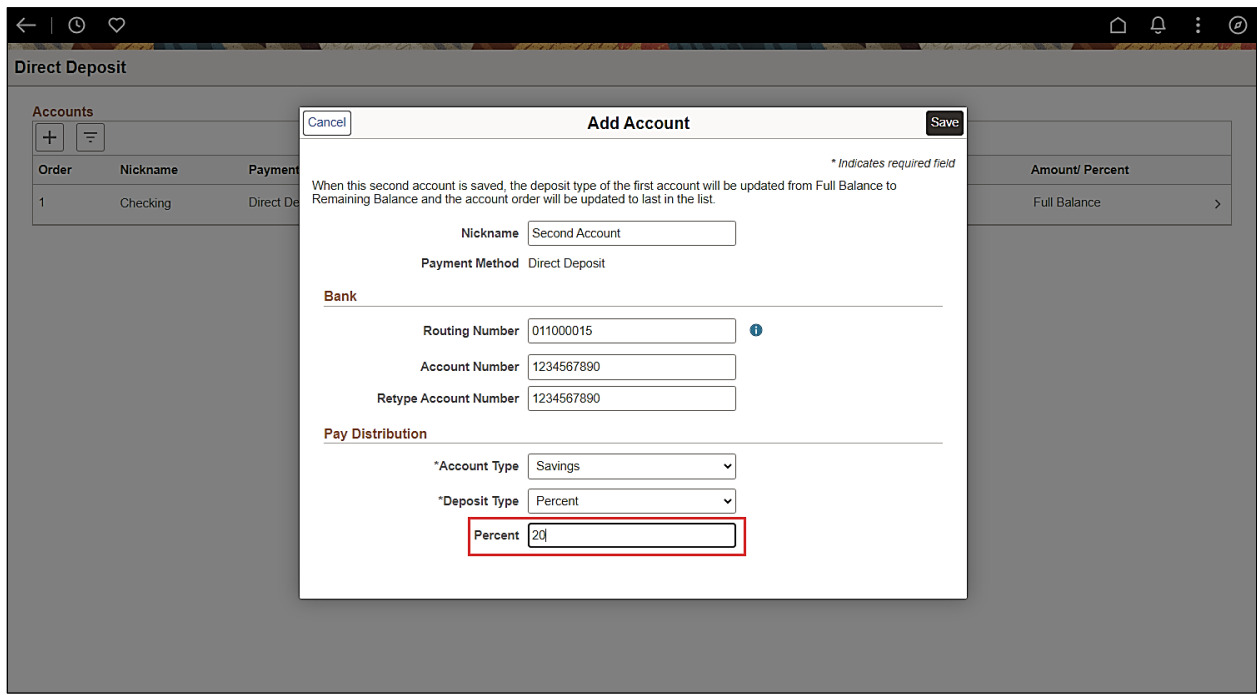 Direct Deposit
Accounts
Order Nickname Payment Amount/ Percent
1 Checking Direct De Full Balance
Cancel Add Account Save
* Indicates required field
When this second account is saved, the deposit type of the first account will be updated from Full Balance to
Remaining Balance and the account order will be updated to last in the list.
Nickname Second Account
Payment Method Direct Deposit
Bank
Routing Number 011000015
Account Number 1234567890
Retype Account Number 1234567890
Pay Distribution
*Account Type Savings
*Deposit Type Percent
Percent 20